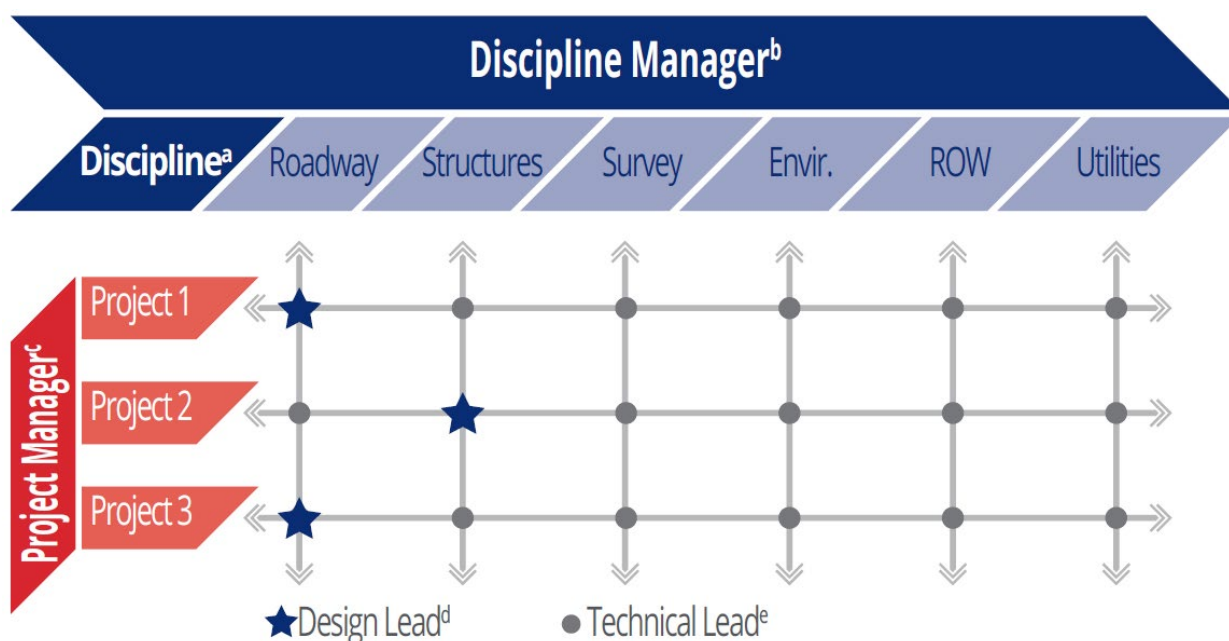 Discipline Managerᵇ
Disciplineᵃ Roadway Structures Survey Envir. ROW Utilities
Project Managerᶜ
Project 1
Project 2
Project 3
Design Leadᵈ Technical Leadᵉ